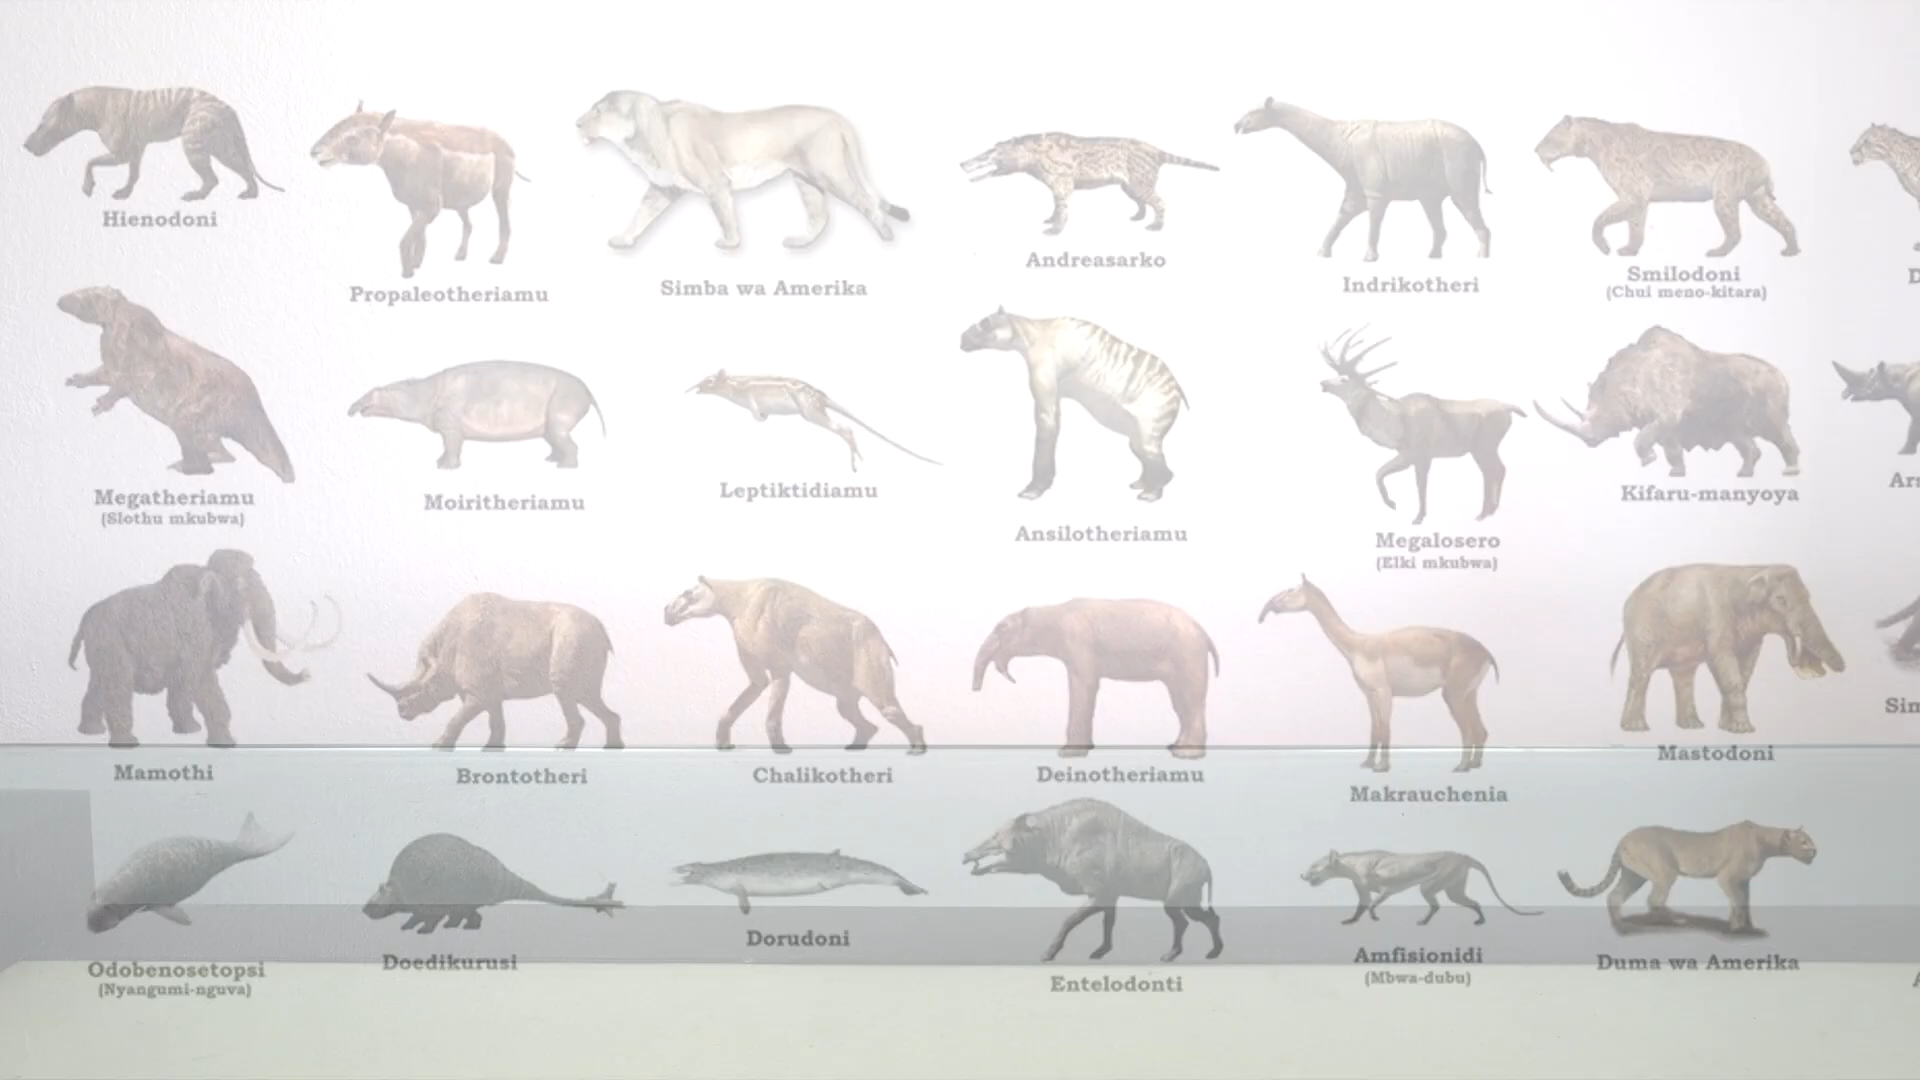 Hienodoni
Propaleotheriamu
Simba wa Amerika
Andreasarko
Indrikotheri
Smilodoni
(Chui meno-kitara)
Megatheriamu
(Slothu mkubwa)
Moiritheriamu
Leptiktidiamu
Ansilotheriamu
Megalosero
(Elki mkubwa)
Kifaru-manyoya
Mamothi
Brontotheri
Chalikotheri
Deinotheriamu
Makrauchenia
Mastodoni
Odobenosetopsi
(Nyangumi-nguva)
Doedikurusi
Dorudoni
Entelodonti
Amfisionidi
(Mbwa-dubu)
Duma wa Amerika